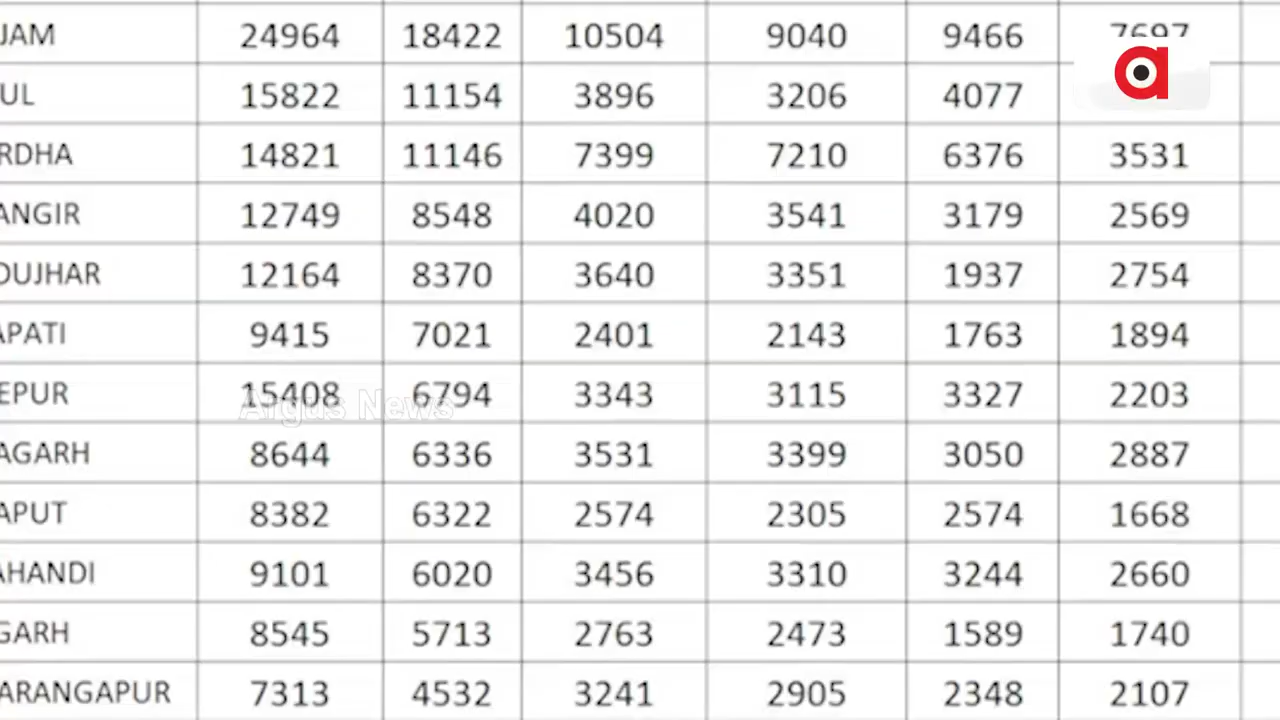 JAM 24964 18422 10504 9040 9466 7697
UL 15822 11154 3896 3206 4077
RDHA 14821 11146 7399 7210 6376 3531
ANGIR 12749 8548 4020 3541 3179 2569
DUJHAR 12164 8370 3640 3351 1937 2754
APATI 9415 7021 2401 2143 1763 1894
EPUR 15408 6794 3343 3115 3327 2203
Argus News
AGARH 8644 6336 3531 3399 3050 2887
APUT 8382 6322 2574 2305 2574 1668
AHANDI 9101 6020 3456 3310 3244 2660
GARH 8545 5713 2763 2473 1589 1740
ARANGAPUR 7313 4532 3241 2905 2348 2107